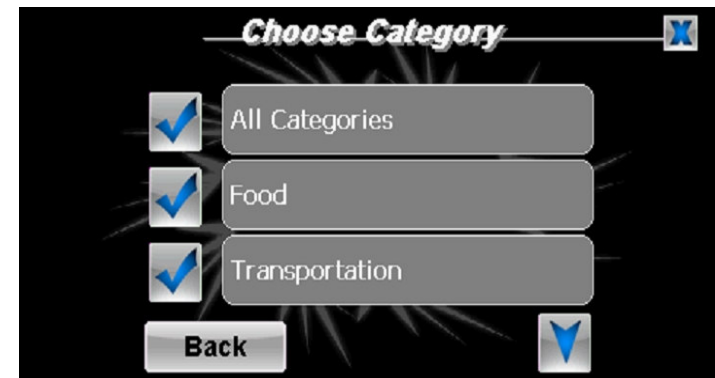 Choose Category
X
All Categories
Food
Transportation
Back